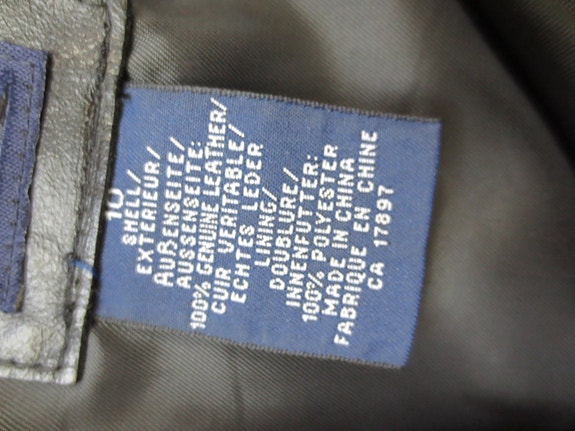 10
SHELL/
EXTERIEUR/
AUßENSEITE/
AUSSENSEITE:
100% GENUINE LEATHER/
CUIR VERITABLE/
ECHTES LEDER
LINING/
DOUBLURE/
INNENFUTTER:
100% POLYESTER
MADE IN CHINA
FABRIQUE EN CHINE
CA 17897